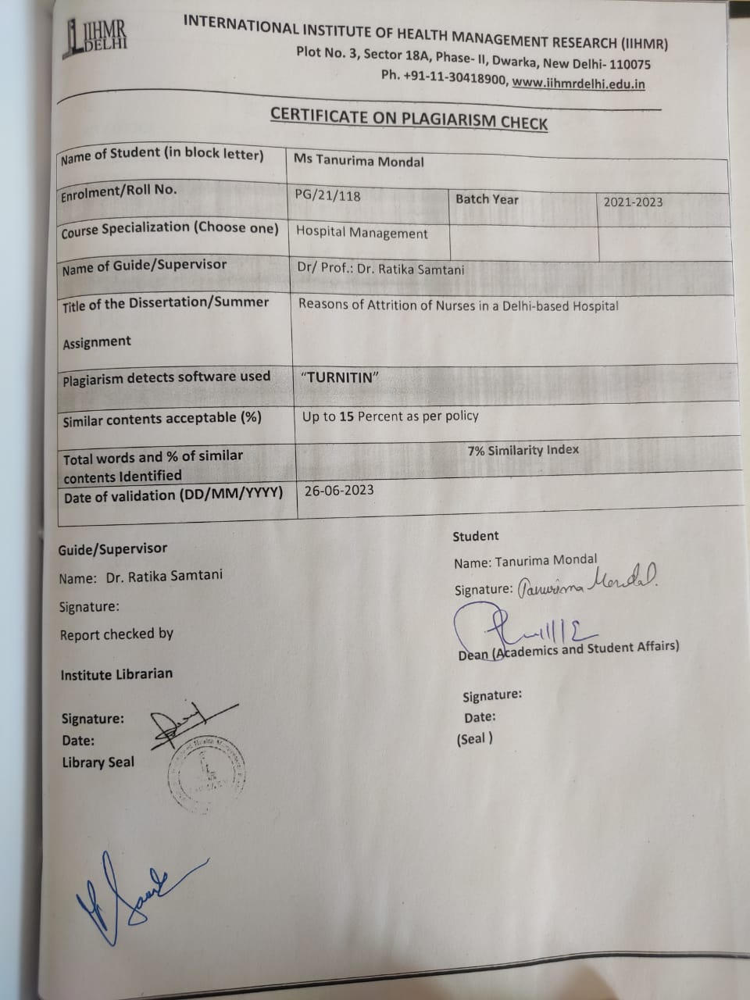 IIHMR
DELHI
INTERNATIONAL INSTITUTE OF HEALTH MANAGEMENT RESEARCH (IIHMR)
Plot No. 3, Sector 18A, Phase- II, Dwarka, New Delhi- 110075
Ph. +91-11-30418900, www.iihmrdelhi.edu.in
CERTIFICATE ON PLAGIARISM CHECK
Name of Student (in block letter) Ms Tanurima Mondal
Enrolment/Roll No. PG/21/118 Batch Year 2021-2023
Course Specialization (Choose one) Hospital Management
Name of Guide/Supervisor Dr/ Prof.: Dr. Ratika Samtani
Title of the Dissertation/Summer Reasons of Attrition of Nurses in a Delhi-based Hospital
Assignment
Plagiarism detects software used “TURNITIN”
Similar contents acceptable (%) Up to 15 Percent as per policy
Total words and % of similar 7% Similarity Index
contents Identified
Date of validation (DD/MM/YYYY) 26-06-2023
Guide/Supervisor
Name: Dr. Ratika Samtani
Signature:
Report checked by
Institute Librarian
Signature:
Date:
Library Seal
Student
Name: Tanurima Mondal
Signature: Tanurima Mondal.
Dean (Academics and Student Affairs)
Signature:
Date:
(Seal )